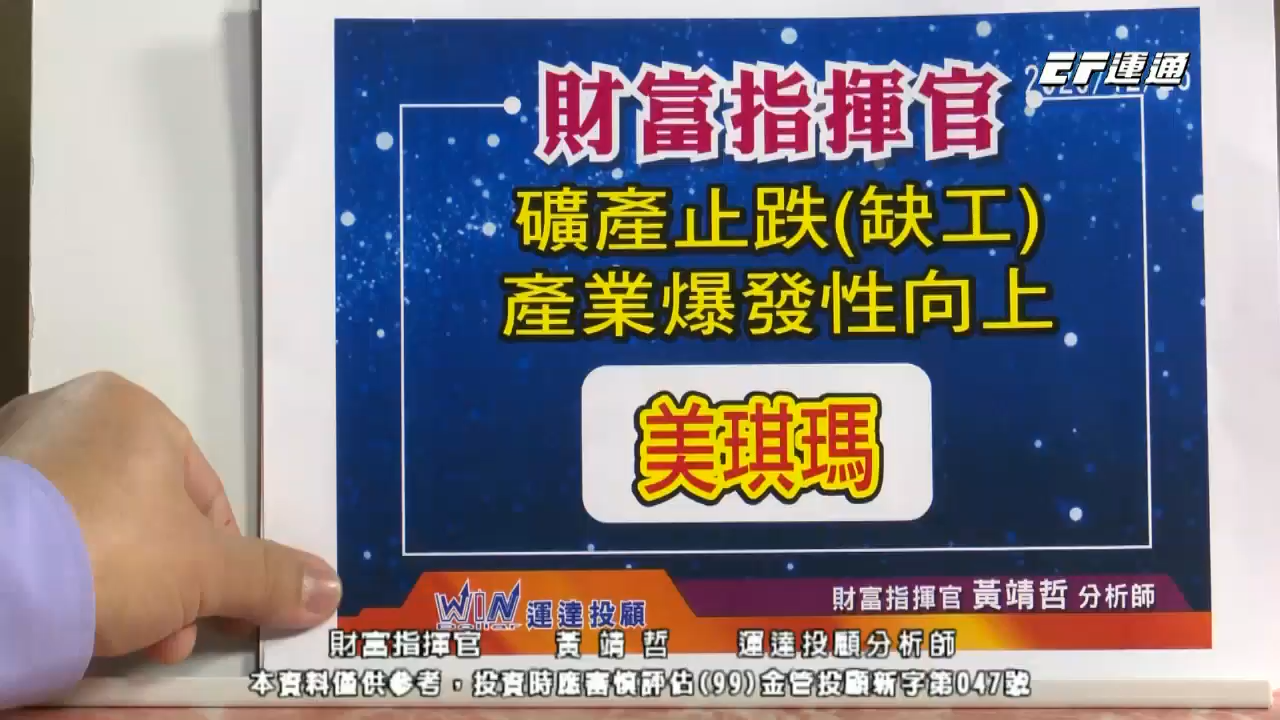 EF運通
財富指揮官
礦產止跌(缺工)
產業爆發性向上
美琪瑪
WIN 運達投顧
Dollar
財富指揮官 黃靖哲 分析師
財富指揮官 黃靖哲 運達投顧分析師
本資料僅供參考，投資時應審慎評估(99)金管投顧新字第047號